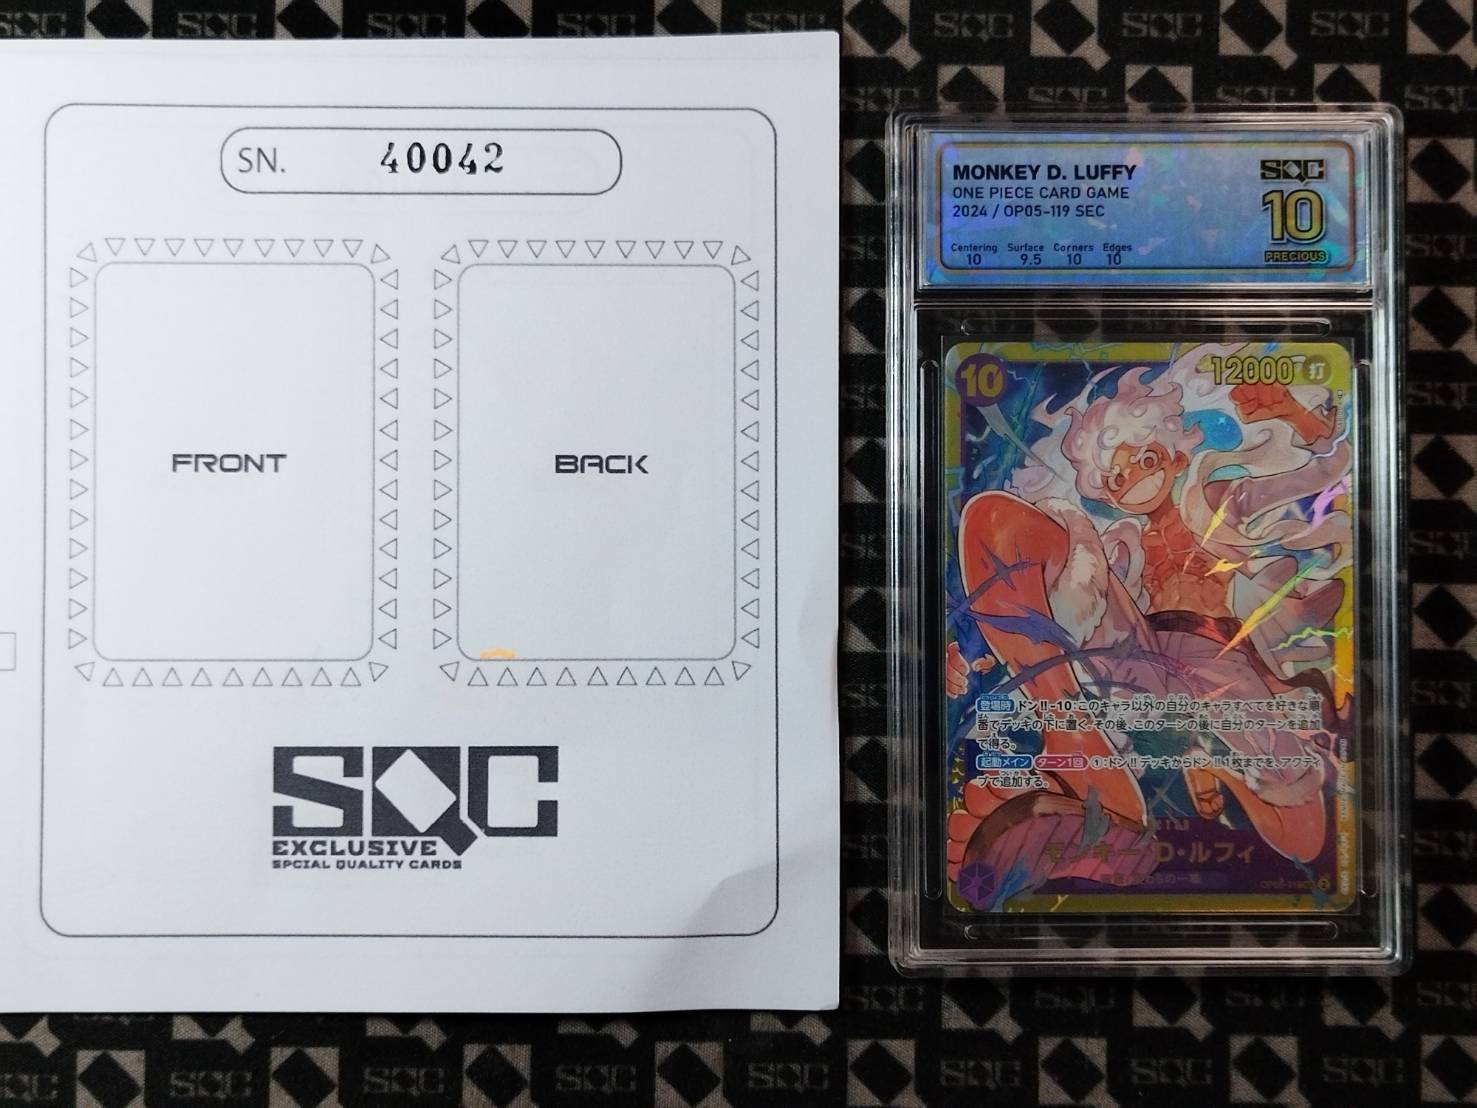 SN. 40042
FRONT
BACK
SQC
EXCLUSIVE
SPCIAL QUALITY CARDS
MONKEY D. LUFFY
ONE PIECE CARD GAME
2024 / OP05-119 SEC
Centering Surface Corners Edges
10 9.5 10 10
SQC
10
PRECIOUS
10
12000 打
登場時 ドン!!-10:このキャラ以外の自分のキャラすべてを好きな順
番でデッキの下に置く。その後、このターンの後に自分のターンを追加
で得る。
起動メイン ターン1回 ①:ドン!!デッキからドン!!1枚までを、アクティ
ブで追加する。
モンキー・D・ルフィ